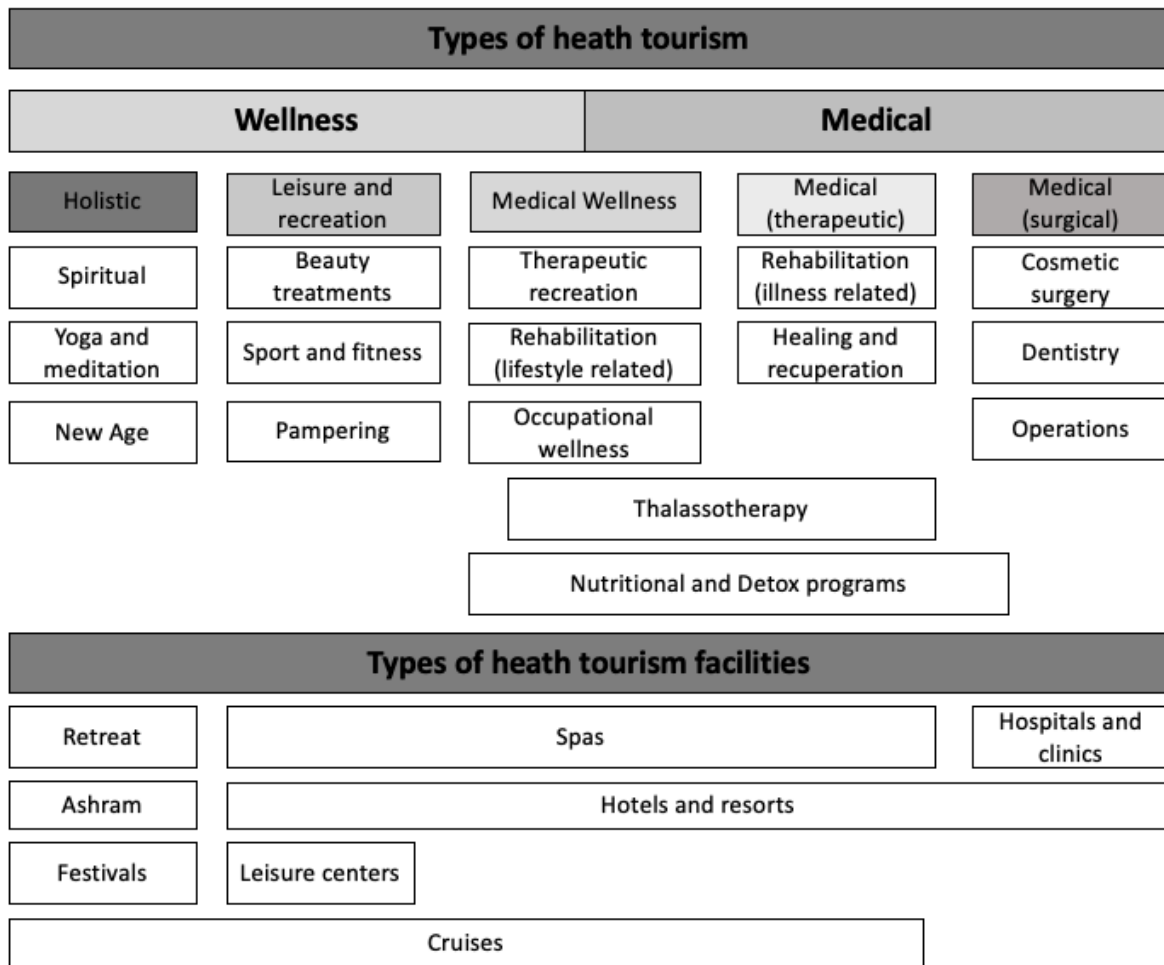 Types of heath tourism
Wellness
Medical
Holistic
Leisure and
recreation
Medical Wellness
Medical
(therapeutic)
Medical
(surgical)
Spiritual
Beauty
treatments
Therapeutic
recreation
Rehabilitation
(illness related)
Cosmetic
surgery
Yoga and
meditation
Sport and fitness
Rehabilitation
(lifestyle related)
Healing and
recuperation
Dentistry
New Age
Pampering
Occupational
wellness
Operations
Thalassotherapy
Nutritional and Detox programs
Types of heath tourism facilities
Retreat
Spas
Hospitals and
clinics
Ashram
Hotels and resorts
Festivals
Leisure centers
Cruises